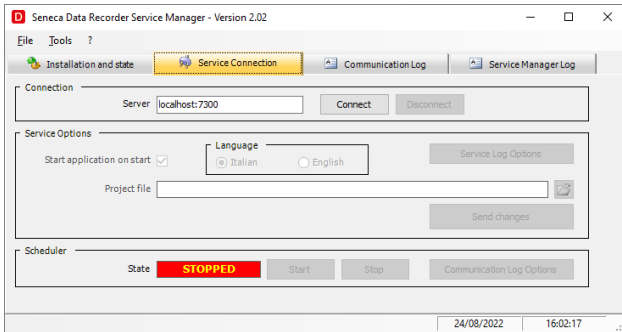 Seneca Data Recorder Service Manager - Version 2.02
File Tools ?
Installation and state Service Connection Communication Log Service Manager Log
Connection
Server localhost:7300 Connect Disconnect
Service Options
Start application on start Language Italian English Service Log Options
Project file
Send changes
Scheduler
State STOPPED Start Stop Communication Log Options
24/08/2022 16:02:17